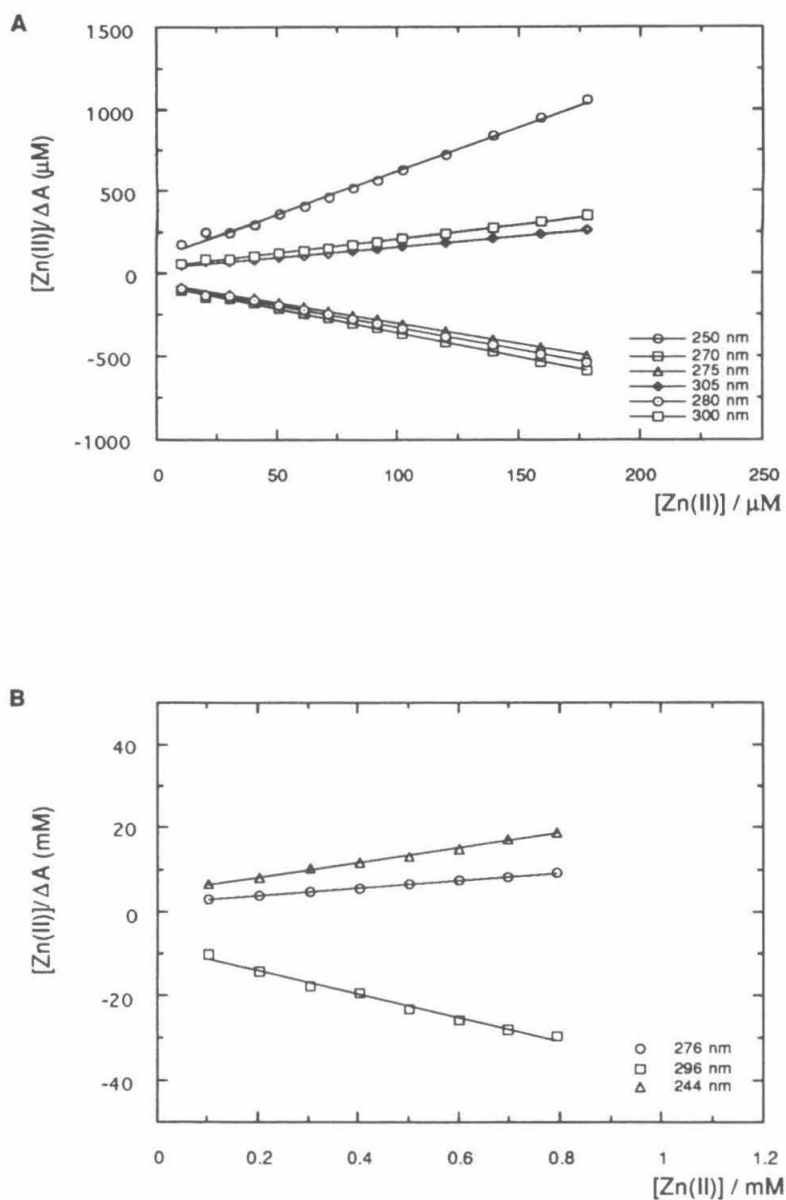 A
1500
1000
500
0
-500
-1000
[Zn(II)]/ΔA (µM)
250 nm
270 nm
275 nm
305 nm
280 nm
300 nm
0 50 100 150 200 250
[Zn(II)] / µM
B
40
20
0
-20
-40
[Zn(II)]/ΔA (mM)
276 nm
296 nm
244 nm
0 0.2 0.4 0.6 0.8 1 1.2
[Zn(II)] / mM